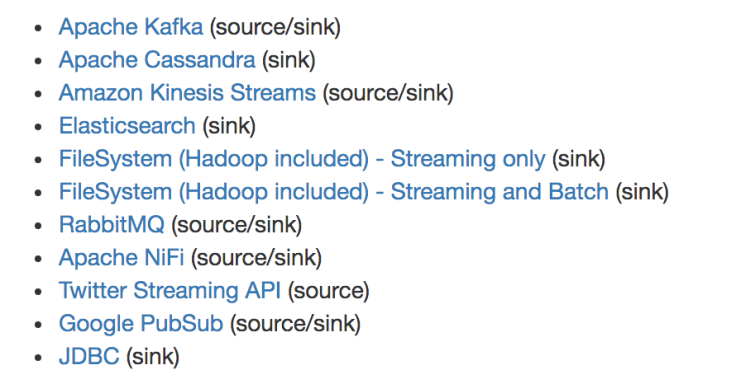 • Apache Kafka (source/sink)
• Apache Cassandra (sink)
• Amazon Kinesis Streams (source/sink)
• Elasticsearch (sink)
• FileSystem (Hadoop included) - Streaming only (sink)
• FileSystem (Hadoop included) - Streaming and Batch (sink)
• RabbitMQ (source/sink)
• Apache NiFi (source/sink)
• Twitter Streaming API (source)
• Google PubSub (source/sink)
• JDBC (sink)